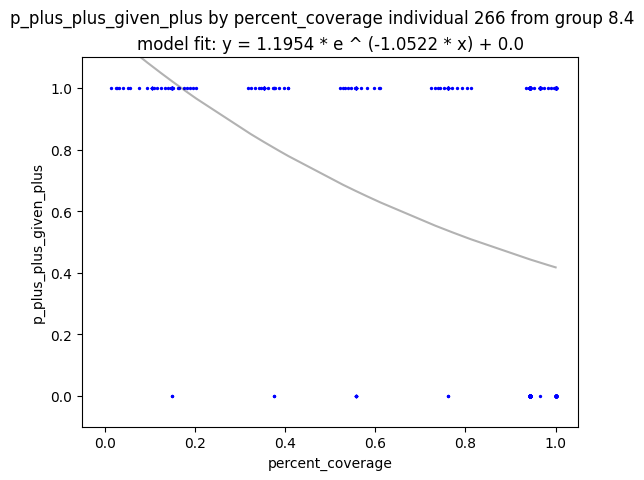 p_plus_plus_given_plus by percent_coverage individual 266 from group 8.4
model fit: y = 1.1954 * e ^ (-1.0522 * x) + 0.0
1.0
0.8
0.6
0.4
0.2
0.0
p_plus_plus_given_plus
0.0 0.2 0.4 0.6 0.8 1.0
percent_coverage